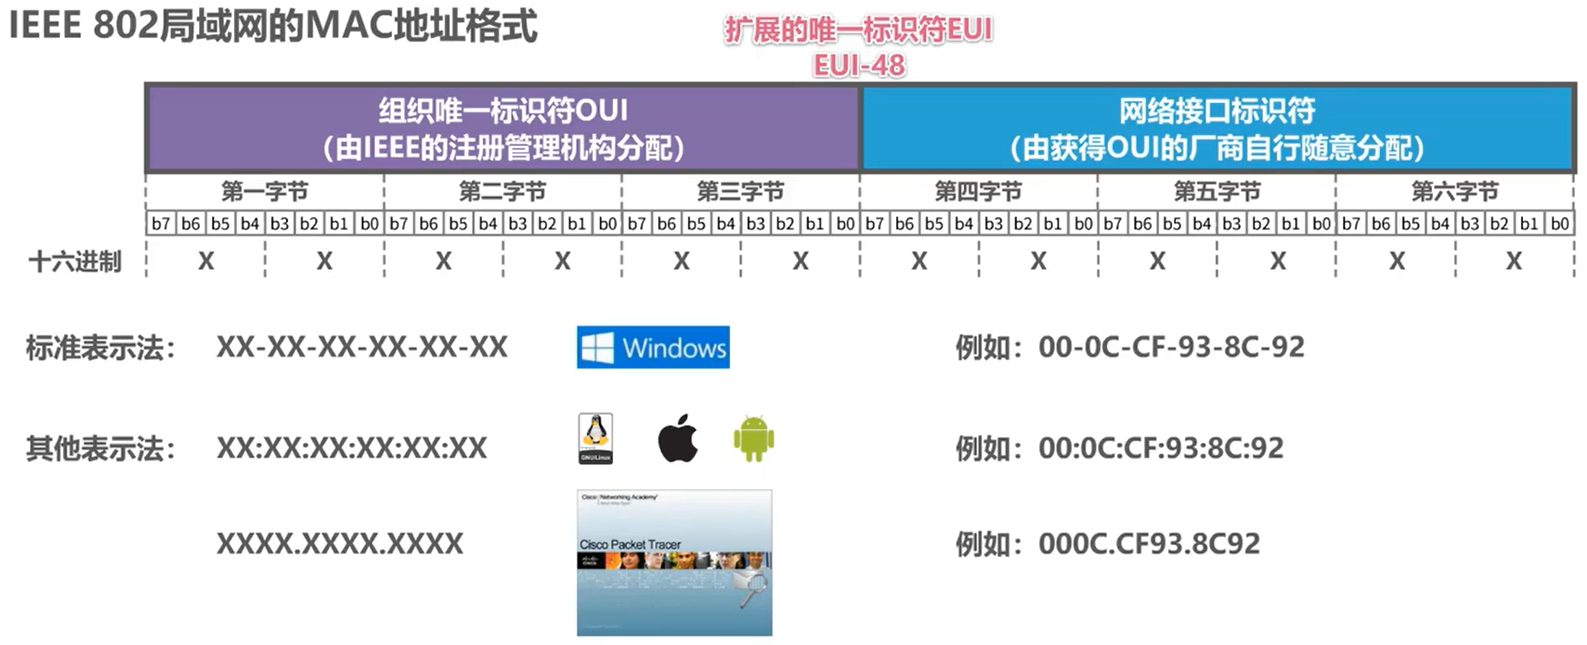 IEEE 802局域网的MAC地址格式
扩展的唯一标识符EUI
EUI-48
组织唯一标识符OUI
（由IEEE的注册管理机构分配）
网络接口标识符
（由获得OUI的厂商自行随意分配）
第一字节 第二字节 第三字节 第四字节 第五字节 第六字节
b7 b6 b5 b4 b3 b2 b1 b0 b7 b6 b5 b4 b3 b2 b1 b0 b7 b6 b5 b4 b3 b2 b1 b0 b7 b6 b5 b4 b3 b2 b1 b0 b7 b6 b5 b4 b3 b2 b1 b0 b7 b6 b5 b4 b3 b2 b1 b0
十六进制 X X X X X X X X X X X X
标准表示法： XX-XX-XX-XX-XX-XX Windows 例如：00-0C-CF-93-8C-92
GNU/Linux
其他表示法： XX:XX:XX:XX:XX:XX 例如：00:0C:CF:93:8C:92
Cisco Networking Academy
XXXX.XXXX.XXXX Cisco Packet Tracer 例如：000C.CF93.8C92
CISCO